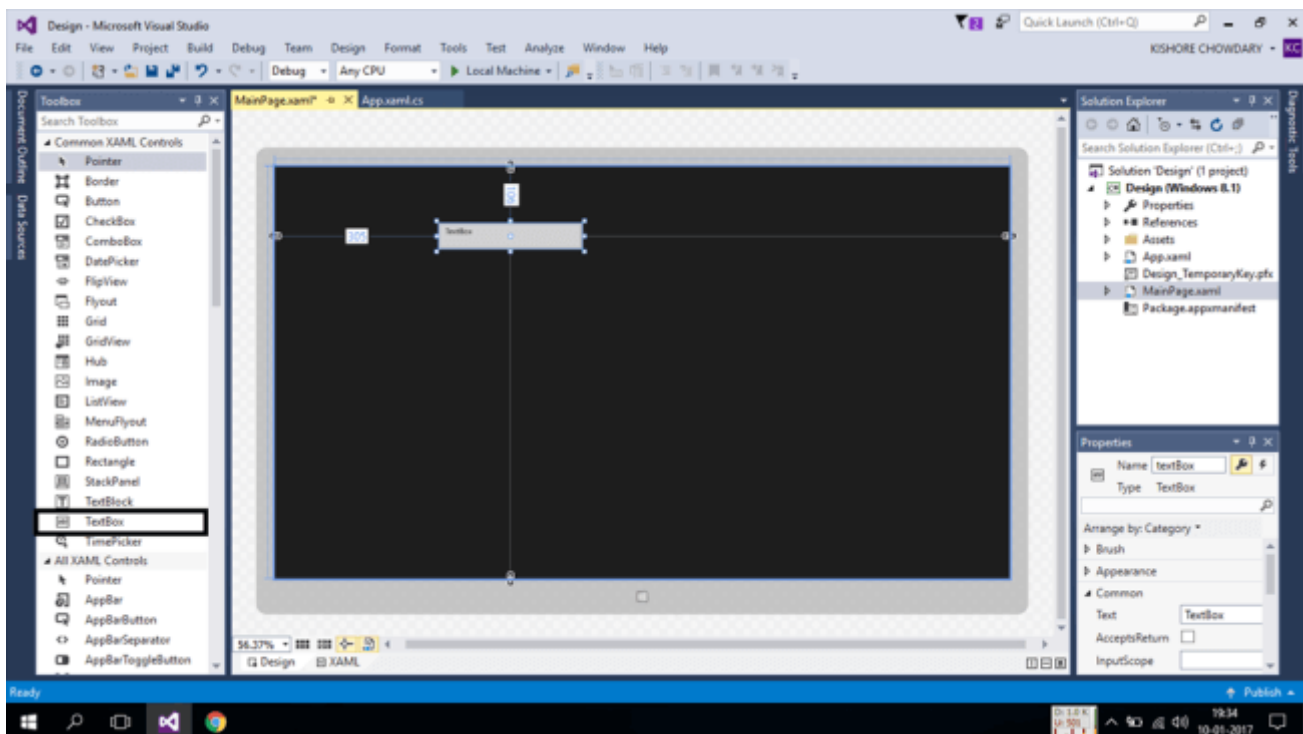 Design - Microsoft Visual Studio
Quick Launch (Ctrl+Q)
File Edit View Project Build Debug Team Design Format Tools Test Analyze Window Help
KISHORE CHOWDARY
KC
Debug Any CPU Local Machine
Document Outline
Data Sources
Toolbox
Search Toolbox
Common XAML Controls
Pointer
Border
Button
CheckBox
ComboBox
DatePicker
FlipView
Flyout
Grid
GridView
Hub
Image
ListView
MenuFlyout
RadioButton
Rectangle
StackPanel
TextBlock
TextBox
TimePicker
All XAML Controls
Pointer
AppBar
AppBarButton
AppBarSeparator
AppBarToggleButton
MainPage.xaml* App.xaml.cs
106
305
TextBox
56.37%
Design XAML
Solution Explorer
Search Solution Explorer (Ctrl+;)
Solution 'Design' (1 project)
Design (Windows 8.1)
Properties
References
Assets
App.xaml
Design_TemporaryKey.pfx
MainPage.xaml
Package.appxmanifest
Diagnostic Tools
Properties
Name textBox
Type TextBox
Arrange by: Category
Brush
Appearance
Common
Text TextBox
AcceptsReturn
InputScope
Ready
Publish
D: 1.0 K
U: 501
19:34
10-01-2017